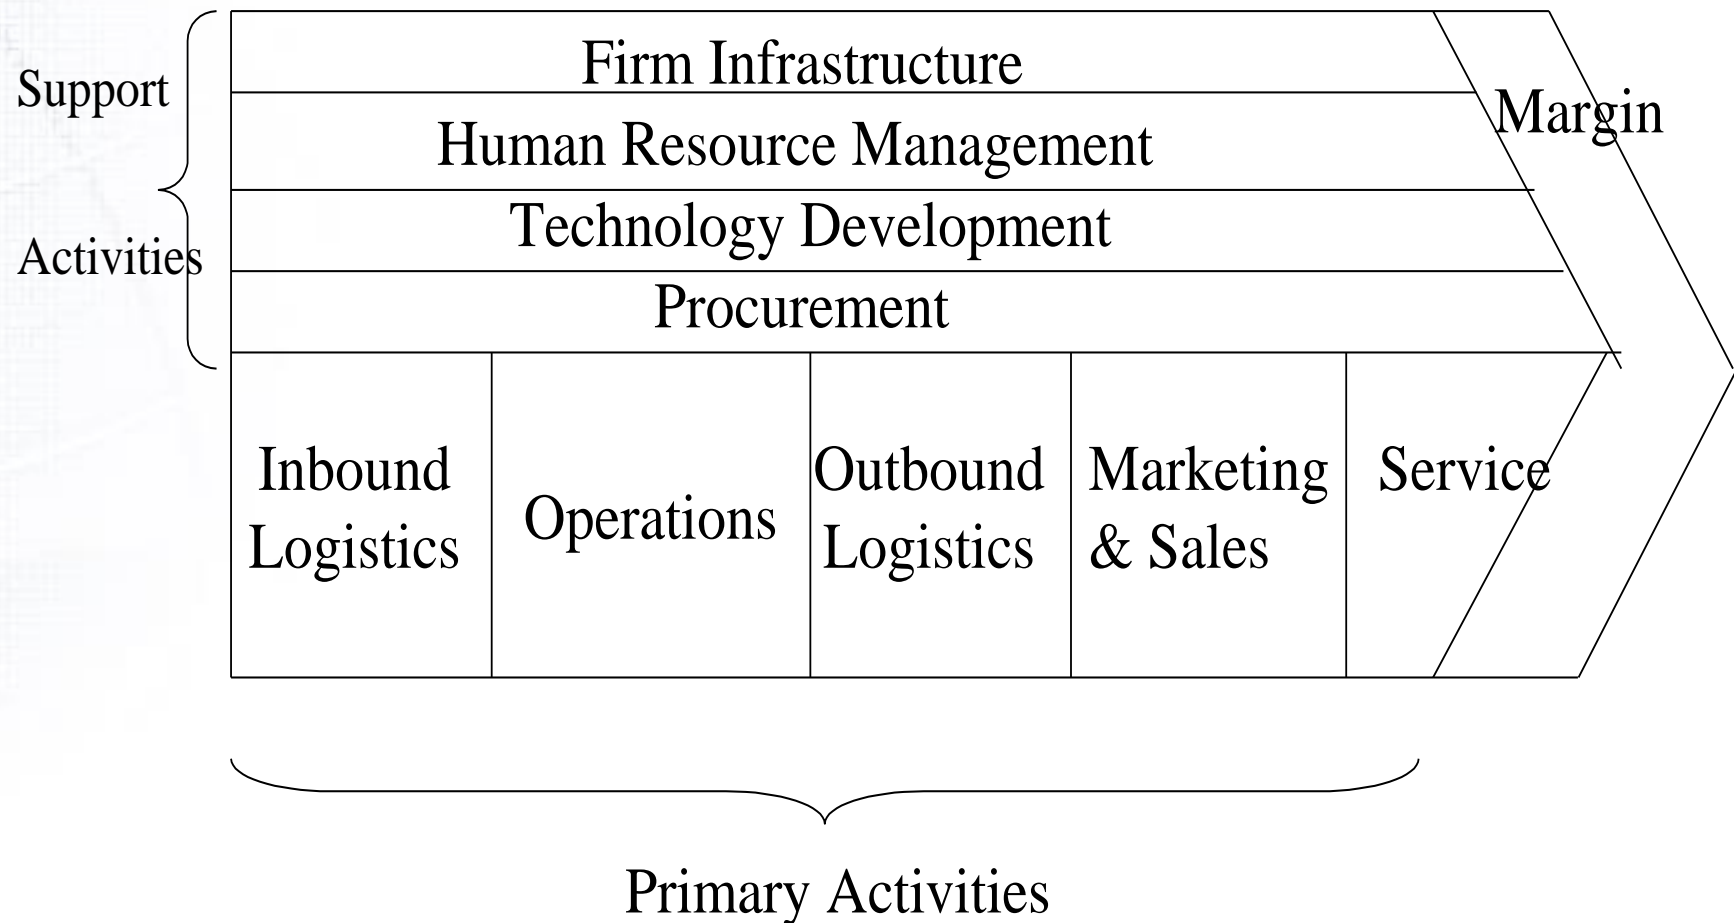 Support
Activities
Firm Infrastructure
Human Resource Management
Technology Development
Procurement
Margin
Inbound
Logistics
Operations
Outbound
Logistics
Marketing
& Sales
Service
Primary Activities